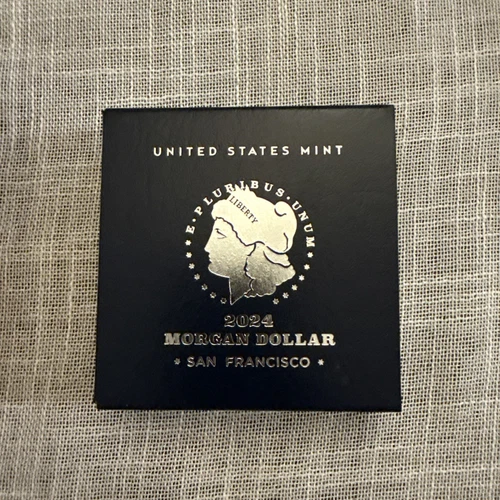 UNITED STATES MINT
E·PLURIBUS·UNUM
LIBERTY
2024
MORGAN DOLLAR
* SAN FRANCISCO *